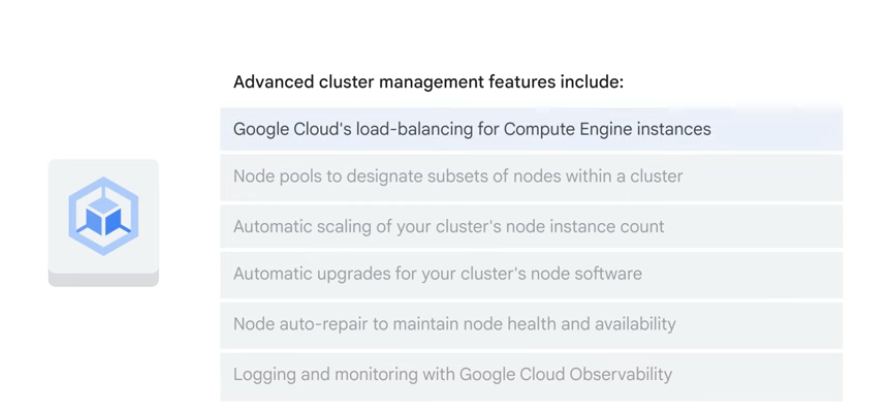 Advanced cluster management features include:
Google Cloud's load-balancing for Compute Engine instances
Node pools to designate subsets of nodes within a cluster
Automatic scaling of your cluster's node instance count
Automatic upgrades for your cluster's node software
Node auto-repair to maintain node health and availability
Logging and monitoring with Google Cloud Observability